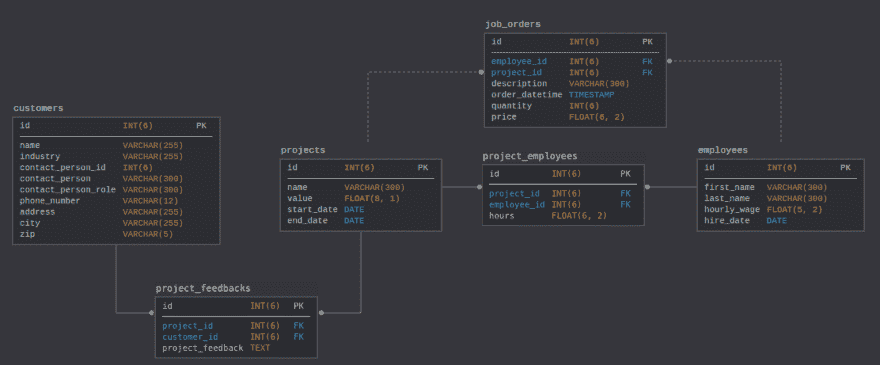 job_orders
id INT(6) PK
employee_id INT(6) FK
project_id INT(6) FK
description VARCHAR(300)
order_datetime TIMESTAMP
quantity INT(6)
price FLOAT(6, 2)
customers
id INT(6) PK
name VARCHAR(255)
industry VARCHAR(255)
contact_person_id INT(6)
contact_person VARCHAR(300)
contact_person_role VARCHAR(300)
phone_number VARCHAR(12)
address VARCHAR(255)
city VARCHAR(255)
zip VARCHAR(5)
projects
id INT(6) PK
name VARCHAR(300)
value FLOAT(8, 1)
start_date DATE
end_date DATE
project_employees
id INT(6) PK
project_id INT(6) FK
employee_id INT(6) FK
hours FLOAT(6, 2)
employees
id INT(6) PK
first_name VARCHAR(300)
last_name VARCHAR(300)
hourly_wage FLOAT(5, 2)
hire_date DATE
project_feedbacks
id INT(6) PK
project_id INT(6) FK
customer_id INT(6) FK
project_feedback TEXT